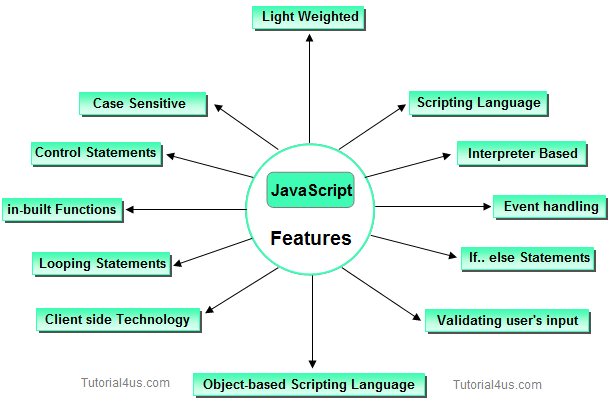 Light Weighted
Case Sensitive
Scripting Language
Control Statements
Interpreter Based
JavaScript
in-built Functions
Event handling
Features
Looping Statements
If.. else Statements
Client side Technology
Validating user's input
Tutorial4us.com
Object-based Scripting Language
Tutorial4us.com